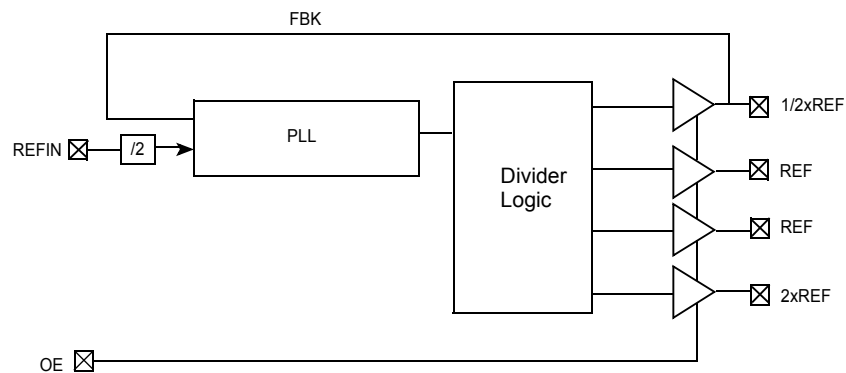 FBK
1/2xREF
PLL
REFIN
/2
Divider
Logic
REF
REF
2xREF
OE